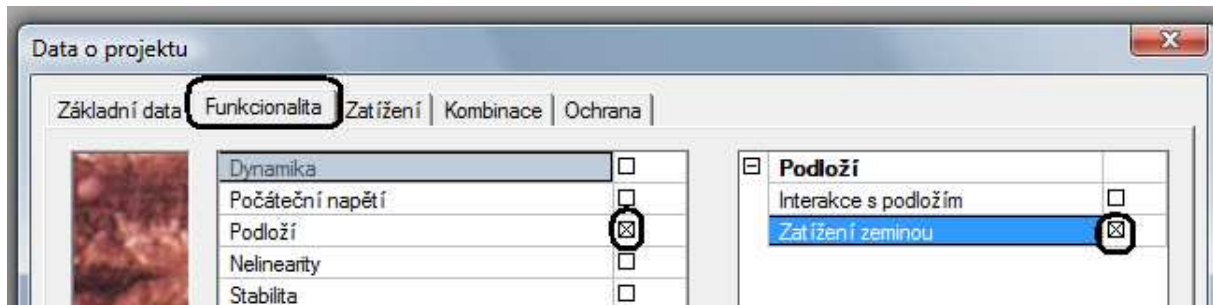 Data o projektu
Základní data Funkcionalita Zatížení Kombinace Ochrana
Dynamika
Počáteční napětí
Podloží
Nelinearity
Stabilita
Podloží
Interakce s podložím
Zatížení zeminou